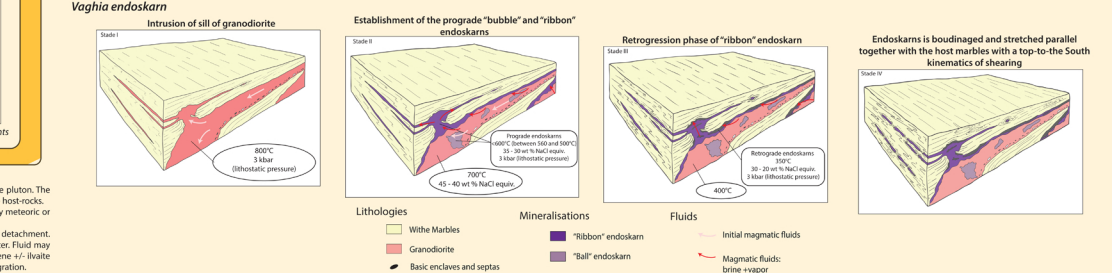 Vaghia endoskarn
Intrusion of sill of granodiorite
Stade I
800°C
3 kbar
(lithostatic pressure)
Establishment of the prograde "bubble" and "ribbon"
endoskarns
Stade II
Prograde endoskarns
<600°C (between 560 and 500°C)
35 - 30 wt % NaCl equiv.
3 kbar (lithostatic pressure)
700°C
45 - 40 wt % NaCl equiv.
Retrogression phase of "ribbon" endoskarn
Stade III
Retrograde endoskarns
350°C
30 - 20 wt % NaCl equiv.
3 kbar (lithostatic pressure)
400°C
Endoskarns is boudinaged and stretched parallel
together with the host marbles with a top-to-the South
kinematics of shearing
Stade IV
nts
e pluton. The
host-rocks.
y meteoric or
detachment.
ter. Fluid may
ene +/- ilvaite
gration.
Lithologies
Withe Marbles
Granodiorite
Basic enclaves and septas
Mineralisations
"Ribbon" endoskarn
"Ball" endoskarn
Fluids
Initial magmatic fluids
Magmatic fluids:
brine +vapor